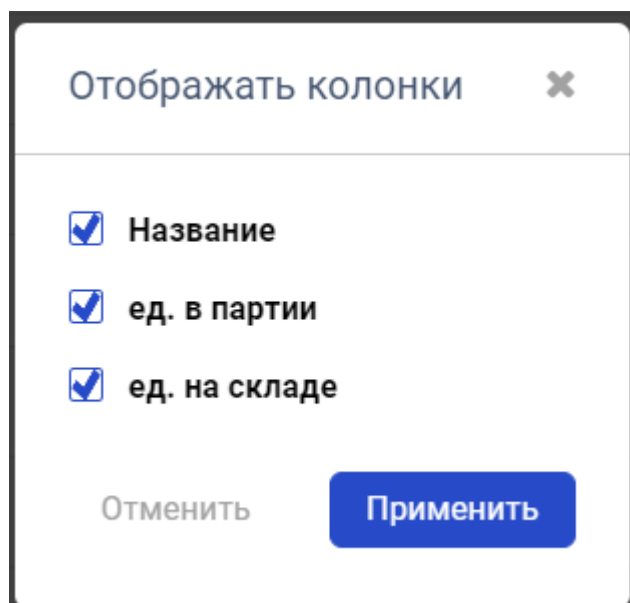 Отображать колонки
Название
ед. в партии
ед. на складе
Отменить Применить